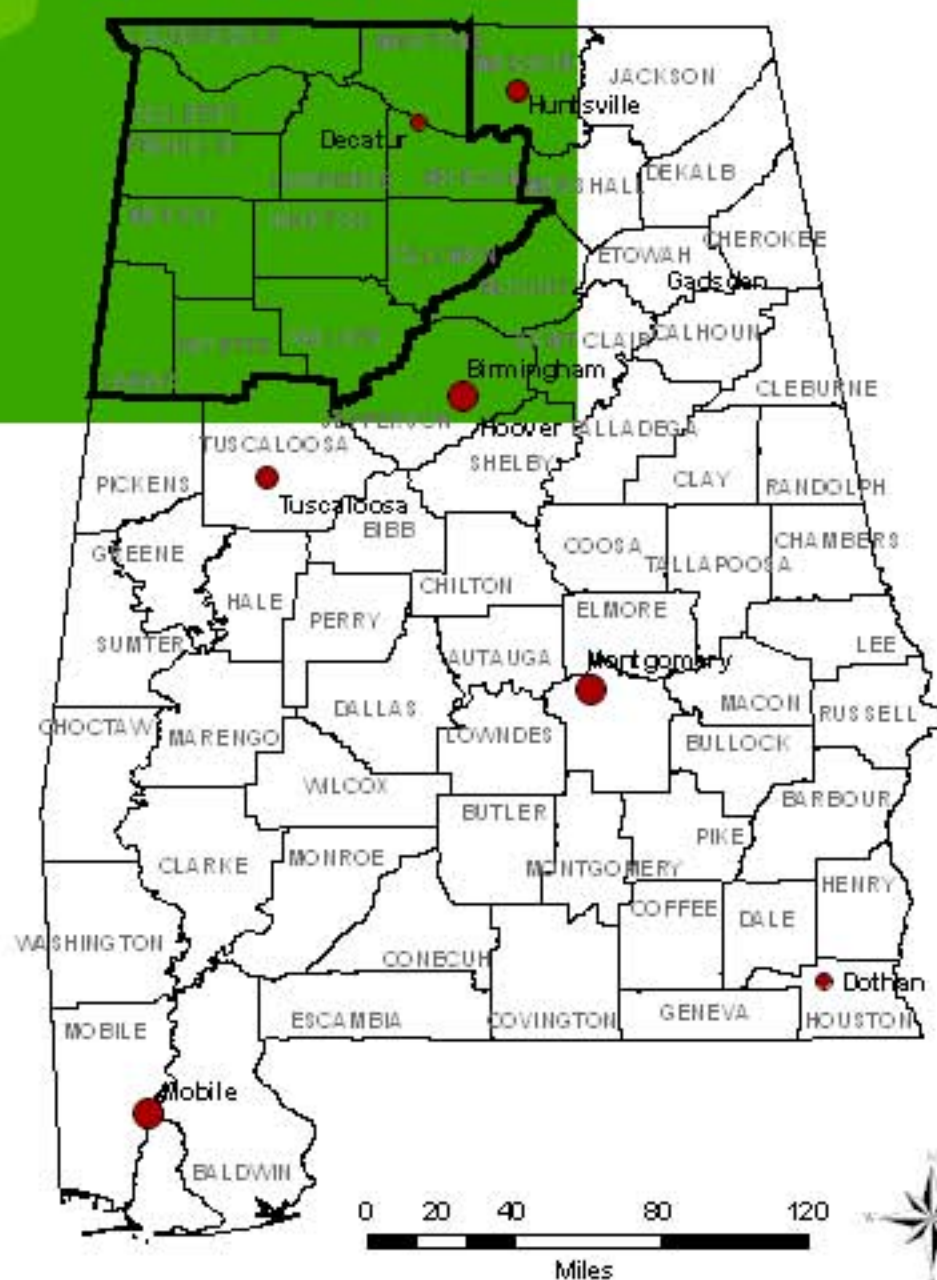 JACKSON
Huntsville
Decatur
DEKALB
CHEROKEE
ETOWAH
Gadsden
CALHOUN
Birmingham
CLEBURNE
JEFFERSON
Hoover
TUSCALOOSA
SHELBY
CLAY
PICKENS
RANDOLPH
Tuscaloosa
BIBB
CHAMBERS
COOSA
GREENE
TALLAPOOSA
CHILTON
HALE
ELMORE
PERRY
SUMTER
LEE
AUTAUGA
Montgomery
MACON
DALLAS
RUSSELL
CHOCTAW
MARENGO
LOWNDES
BULLOCK
WILCOX
BARBOUR
BUTLER
PIKE
MONROE
CLARKE
MONTGOMERY
HENRY
COFFEE
DALE
WASHINGTON
CONECUH
Dothan
GENEVA
ESCAMBIA
COVINGTON
HOUSTON
MOBILE
Mobile
BALDWIN
0 20 40 80 120
Miles